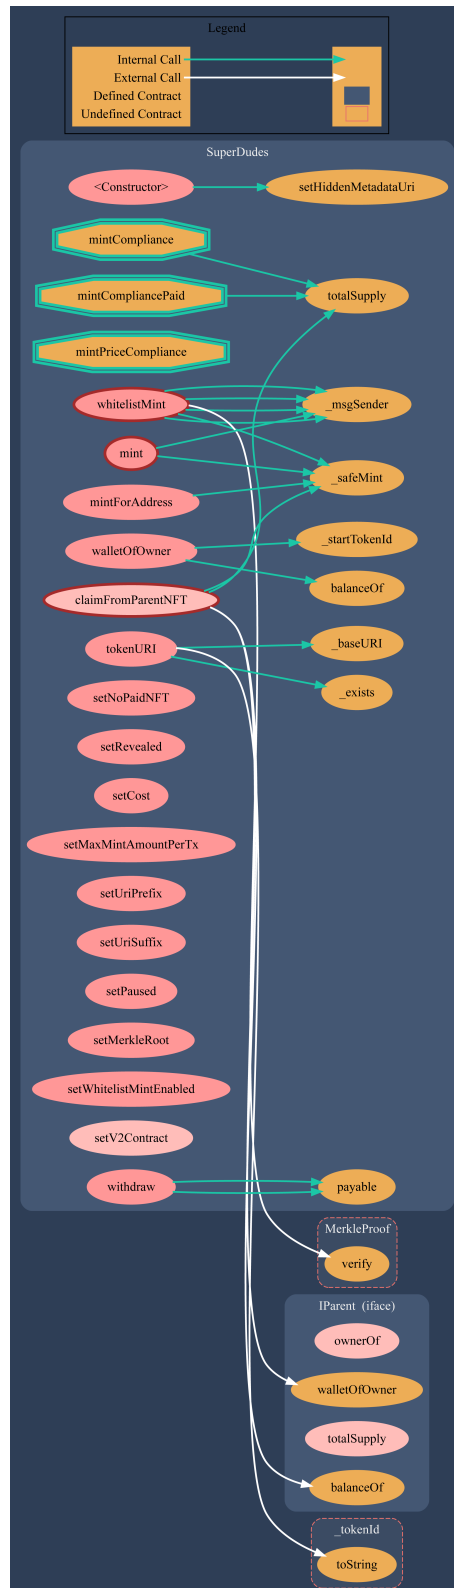 Legend
Internal Call
External Call
Defined Contract
Undefined Contract
SuperDudes
<Constructor>
setHiddenMetadataUri
mintCompliance
mintCompliancePaid
totalSupply
mintPriceCompliance
whitelistMint
_msgSender
mint
_safeMint
mintForAddress
_startTokenId
walletOfOwner
balanceOf
claimFromParentNFT
_baseURI
tokenURI
_exists
setNoPaidNFT
setRevealed
setCost
setMaxMintAmountPerTx
setUriPrefix
setUriSuffix
setPaused
setMerkleRoot
setWhitelistMintEnabled
setV2Contract
withdraw
payable
MerkleProof
verify
IParent (iface)
ownerOf
walletOfOwner
totalSupply
balanceOf
_tokenId
toString